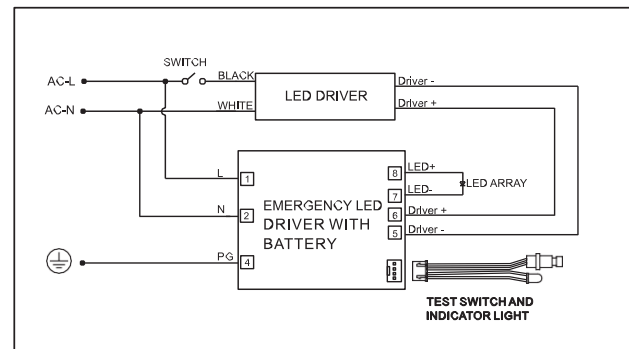 SWITCH
AC-L
BLACK
LED DRIVER
Driver -
AC-N
WHITE
Driver +
L
1
EMERGENCY LED
DRIVER WITH
BATTERY
8
LED+
LED ARRAY
7
LED-
N
2
6
Driver +
5
Driver -
PG
4
TEST SWITCH AND
INDICATOR LIGHT